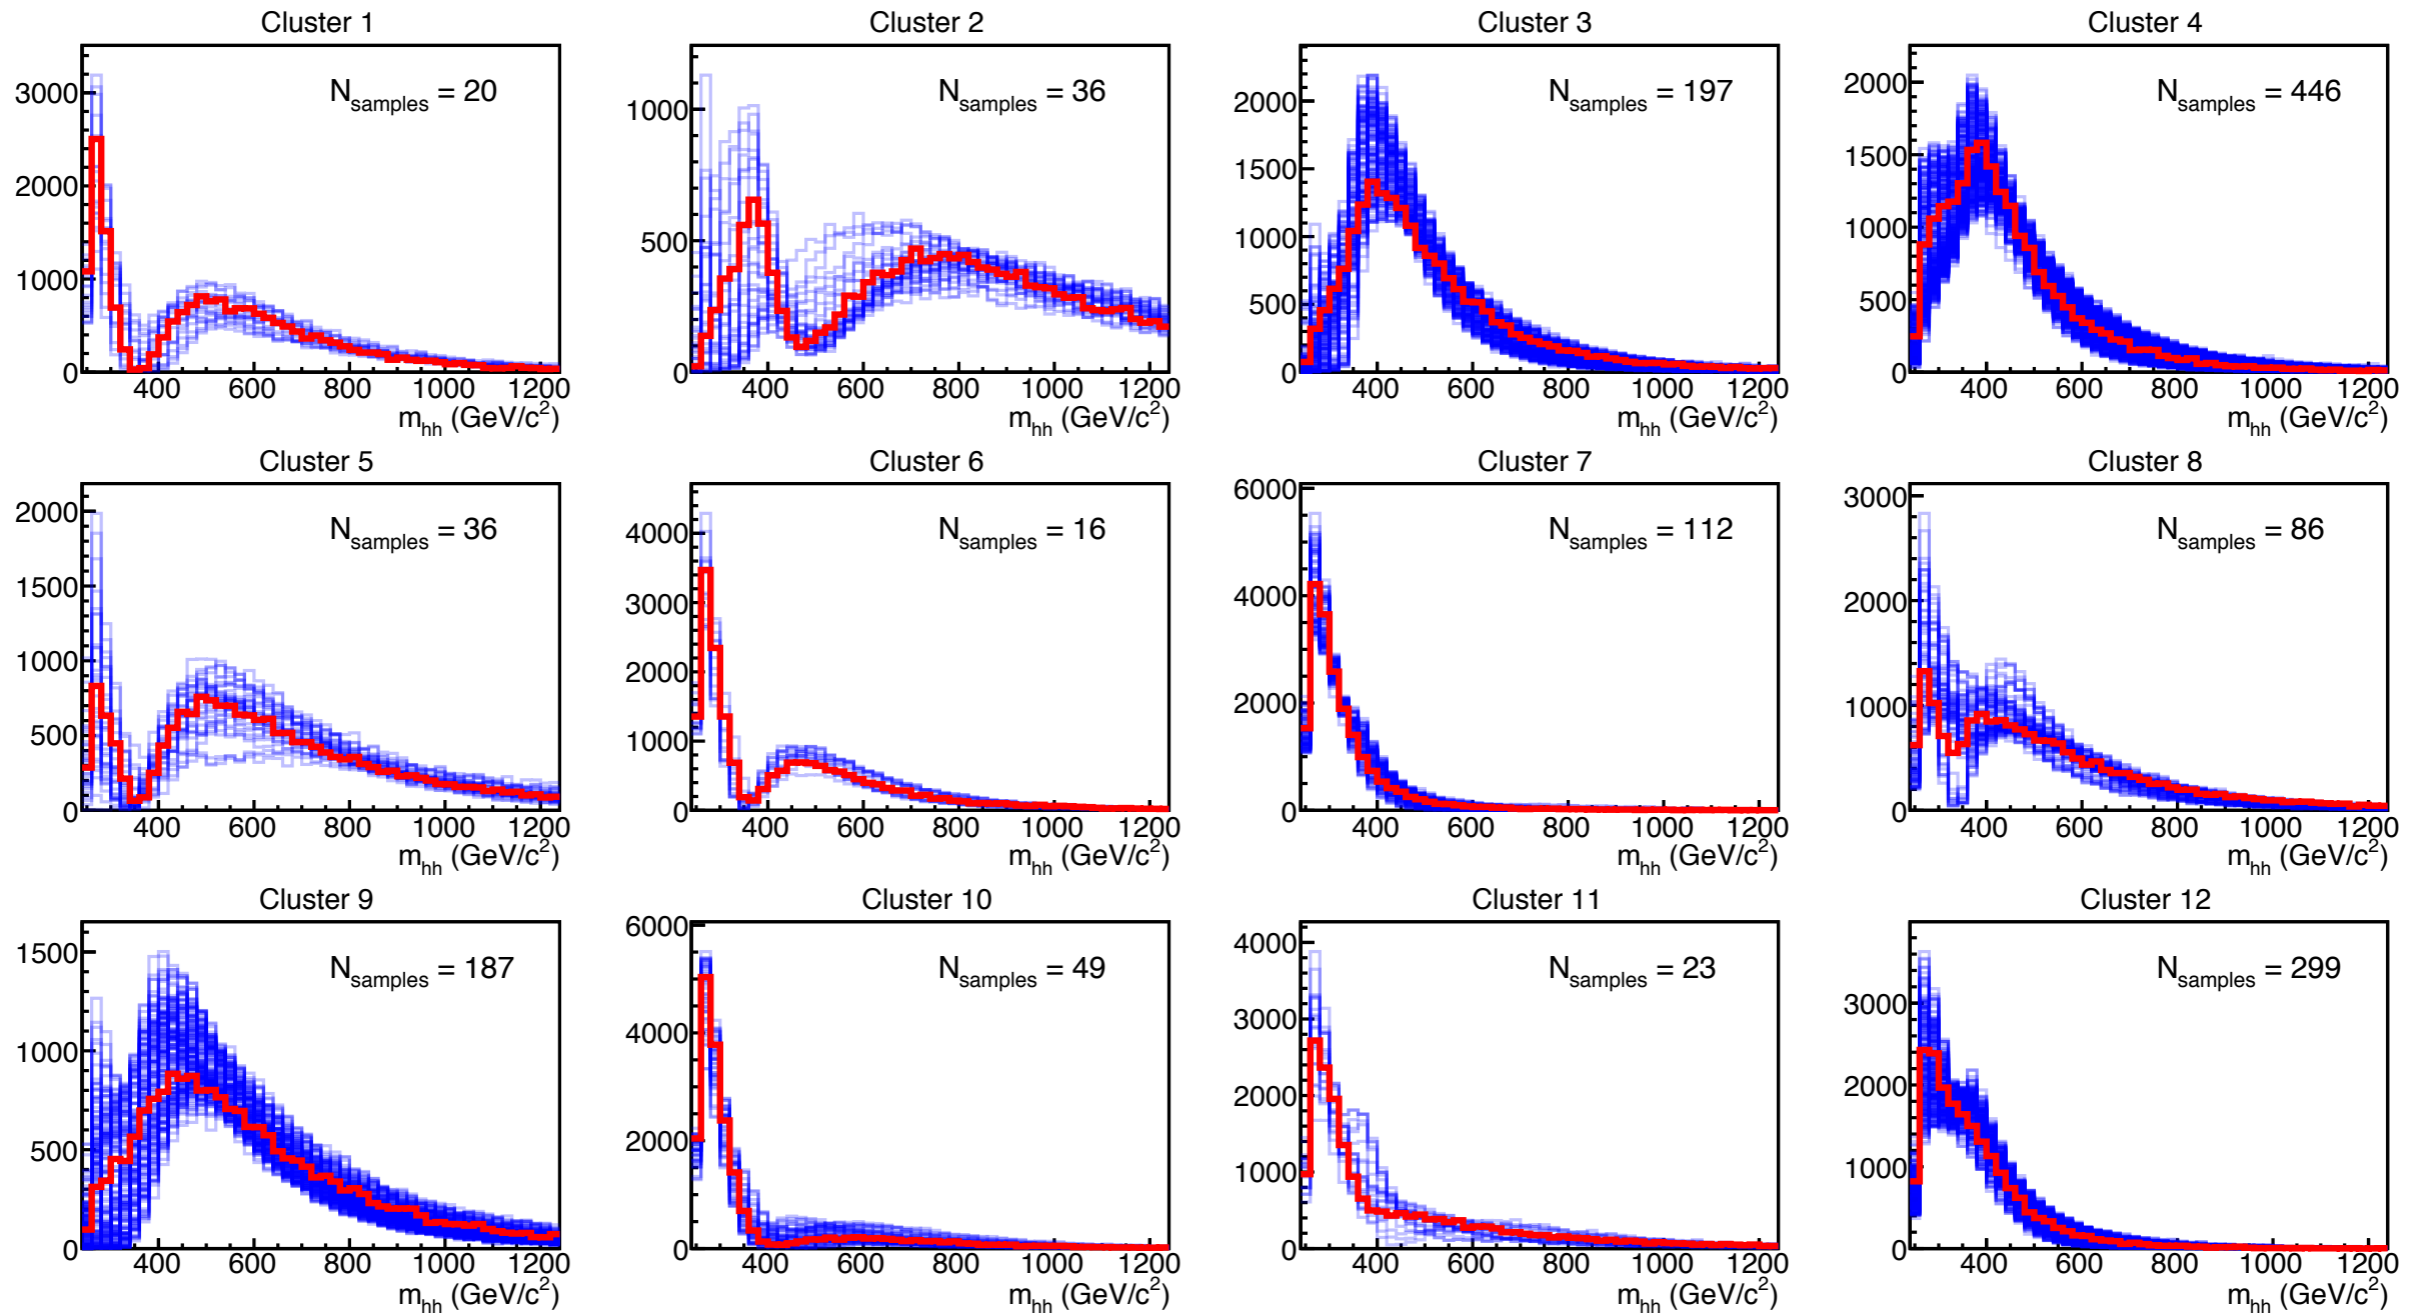 Cluster 1
3000
2000
1000
0
N_samples = 20
400 600 800 1000 1200
m_hh (GeV/c^2)
Cluster 2
1000
500
0
N_samples = 36
400 600 800 1000 1200
m_hh (GeV/c^2)
Cluster 3
2000
1500
1000
500
0
N_samples = 197
400 600 800 1000 1200
m_hh (GeV/c^2)
Cluster 4
2000
1500
1000
500
0
N_samples = 446
400 600 800 1000 1200
m_hh (GeV/c^2)
Cluster 5
2000
1500
1000
500
0
N_samples = 36
400 600 800 1000 1200
m_hh (GeV/c^2)
Cluster 6
4000
3000
2000
1000
0
N_samples = 16
400 600 800 1000 1200
m_hh (GeV/c^2)
Cluster 7
6000
4000
2000
0
N_samples = 112
400 600 800 1000 1200
m_hh (GeV/c^2)
Cluster 8
3000
2000
1000
0
N_samples = 86
400 600 800 1000 1200
m_hh (GeV/c^2)
Cluster 9
1500
1000
500
0
N_samples = 187
400 600 800 1000 1200
m_hh (GeV/c^2)
Cluster 10
6000
4000
2000
0
N_samples = 49
400 600 800 1000 1200
m_hh (GeV/c^2)
Cluster 11
4000
3000
2000
1000
0
N_samples = 23
400 600 800 1000 1200
m_hh (GeV/c^2)
Cluster 12
3000
2000
1000
0
N_samples = 299
400 600 800 1000 1200
m_hh (GeV/c^2)